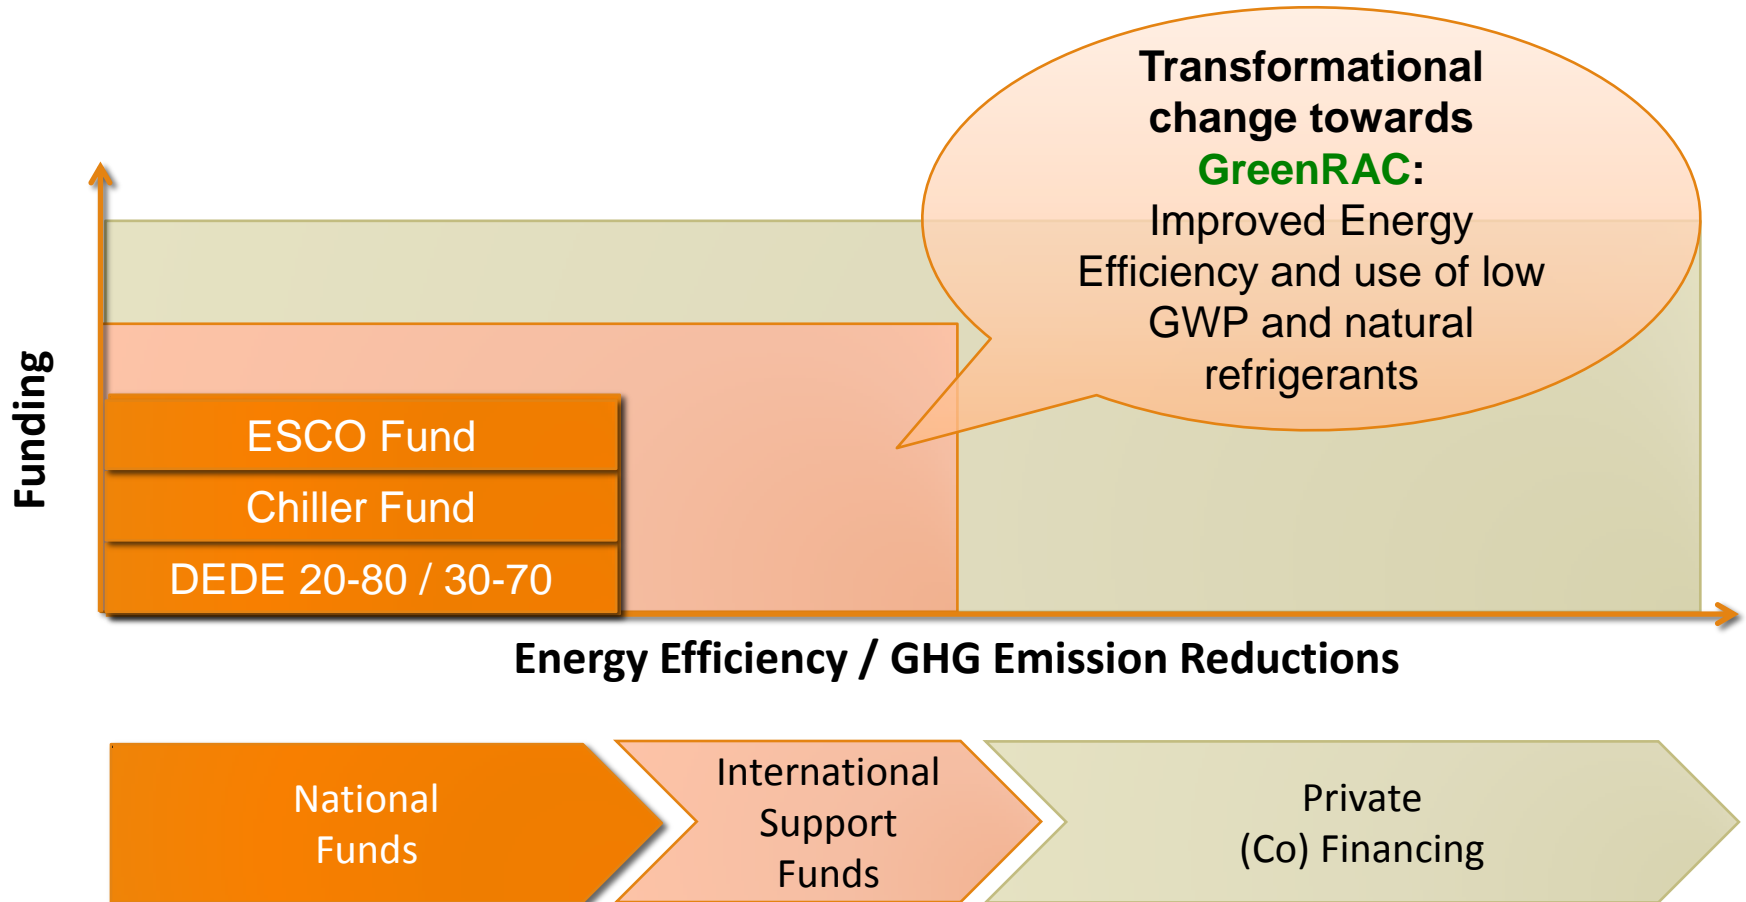 Transformational
change towards
GreenRAC:
Improved Energy
Efficiency and use of low
GWP and natural
refrigerants
Funding
ESCO Fund
Chiller Fund
DEDE 20-80 / 30-70
Energy Efficiency / GHG Emission Reductions
National
Funds
International
Support
Funds
Private
(Co) Financing